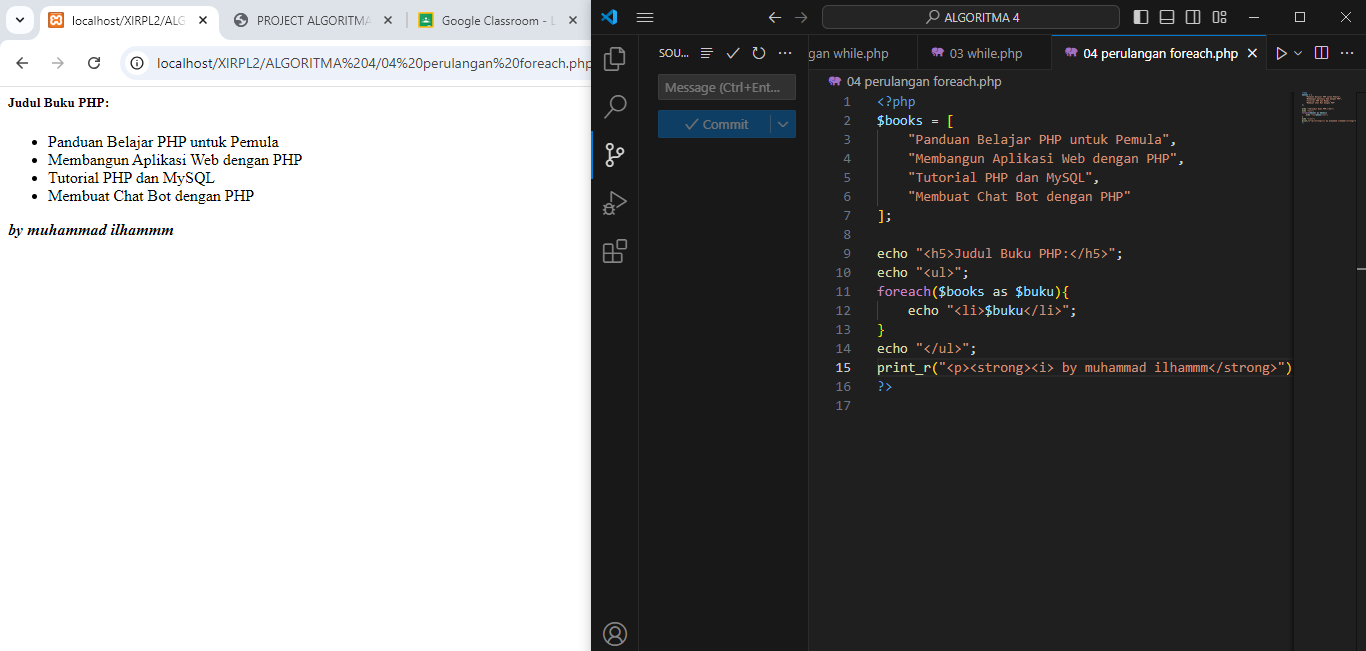 localhost/XIRPL2/ALG
PROJECT ALGORITMA
Google Classroom - L
localhost/XIRPL2/ALGORITMA%204/04%20perulangan%20foreach.php
Judul Buku PHP:
Panduan Belajar PHP untuk Pemula
Membangun Aplikasi Web dengan PHP
Tutorial PHP dan MySQL
Membuat Chat Bot dengan PHP
by muhammad ilhammm
ALGORITMA 4
SOU...
Message (Ctrl+Ent...
Commit
gan while.php
03 while.php
04 perulangan foreach.php
04 perulangan foreach.php
1 <?php
2 $books = [
3 "Panduan Belajar PHP untuk Pemula",
4 "Membangun Aplikasi Web dengan PHP",
5 "Tutorial PHP dan MySQL",
6 "Membuat Chat Bot dengan PHP"
7 ];
8
9 echo "<h5>Judul Buku PHP:</h5>";
10 echo "<ul>";
11 foreach($books as $buku){
12 echo "<li>$buku</li>";
13 }
14 echo "</ul>";
15 print_r("<p><strong><i> by muhammad ilhammm</strong>")
16 ?>
17